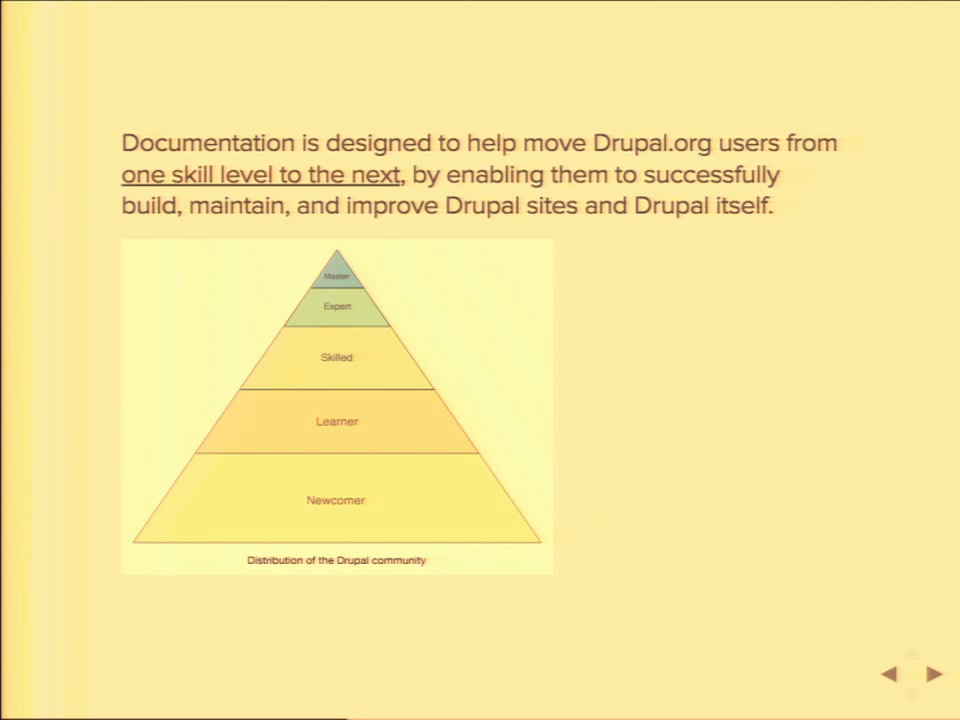 Documentation is designed to help move Drupal.org users from
one skill level to the next, by enabling them to successfully
build, maintain, and improve Drupal sites and Drupal itself.
Master
Expert
Skilled
Learner
Newcomer
Distribution of the Drupal community